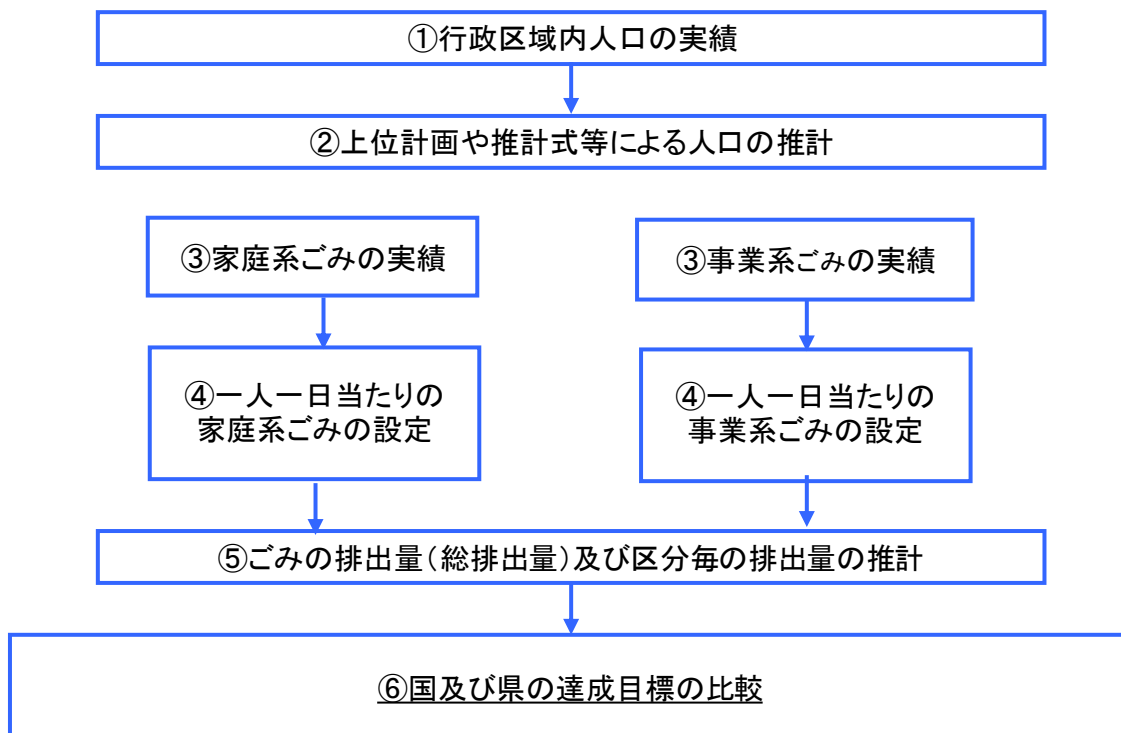 ①行政区域内人口の実績
②上位計画や推計式等による人口の推計
③家庭系ごみの実績
③事業系ごみの実績
④一人一日当たりの
家庭系ごみの設定
④一人一日当たりの
事業系ごみの設定
⑤ごみの排出量(総排出量)及び区分毎の排出量の推計
⑥国及び県の達成目標の比較